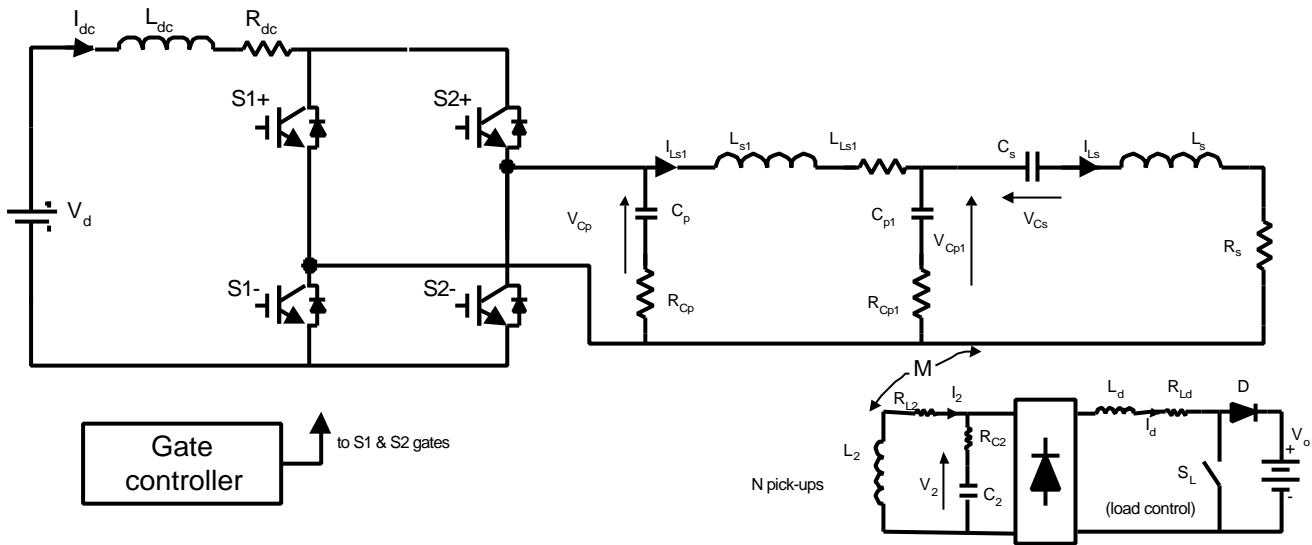 I_dc
L_dc
R_dc
S1+
S2+
V_d
S1-
S2-
I_Ls1
L_s1
L_Ls1
C_s
I_Ls
L_s
V_Cp
C_p
C_p1
V_Cp1
V_Cs
R_s
R_Cp
R_Cp1
M
Gate
controller
to S1 & S2 gates
N pick-ups
R_L2
I_2
L_2
R_C2
V_2
C_2
L_d
R_Ld
D
I_d
S_L
(load control)
V_o
+
-